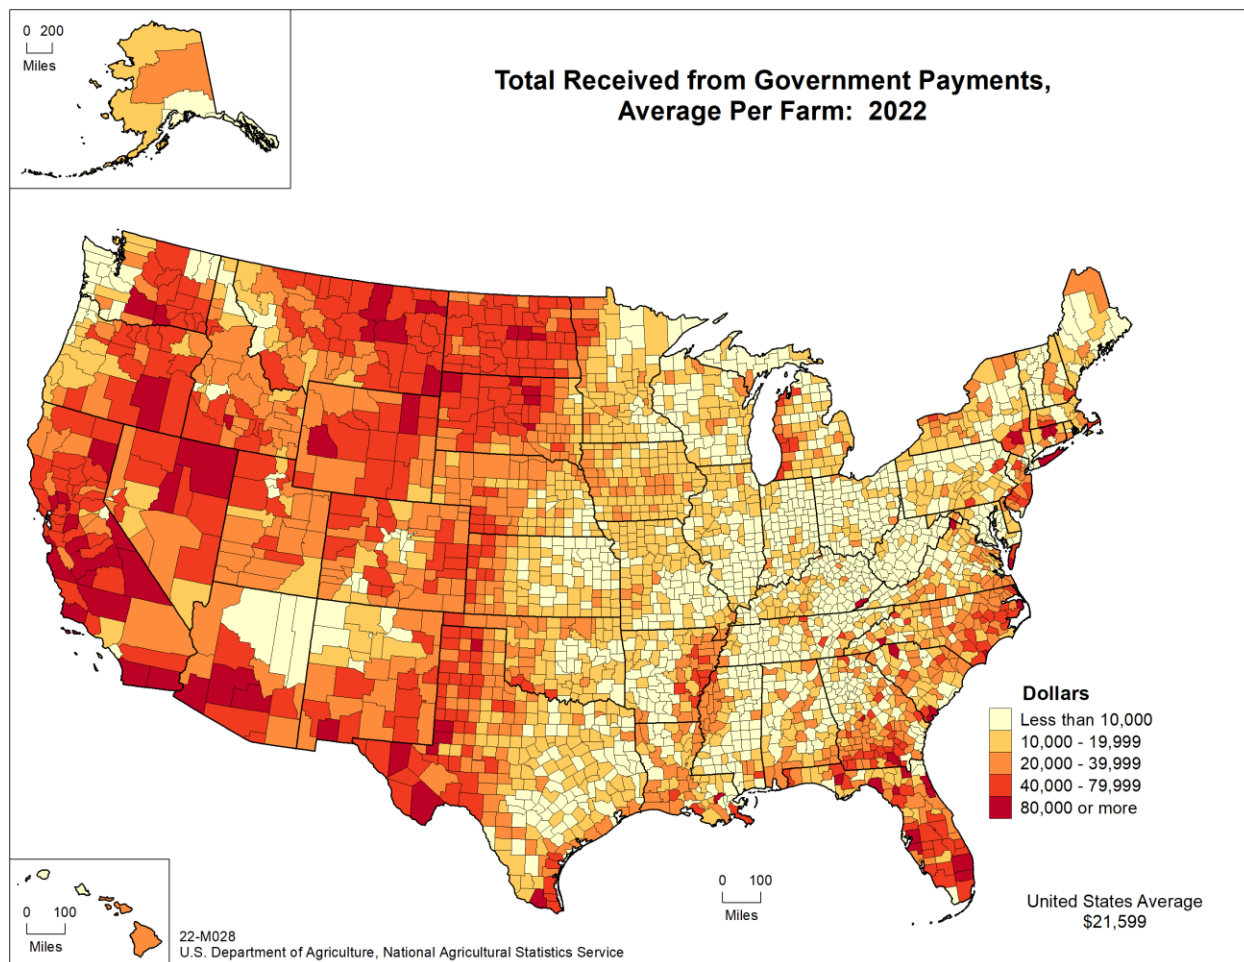 0 200
Miles
Total Received from Government Payments,
Average Per Farm:  2022
Dollars
Less than 10,000
10,000 - 19,999
20,000 - 39,999
40,000 - 79,999
80,000 or more
0 100
Miles
0 100
Miles
United States Average
$21,599
22-M028
U.S. Department of Agriculture, National Agricultural Statistics Service